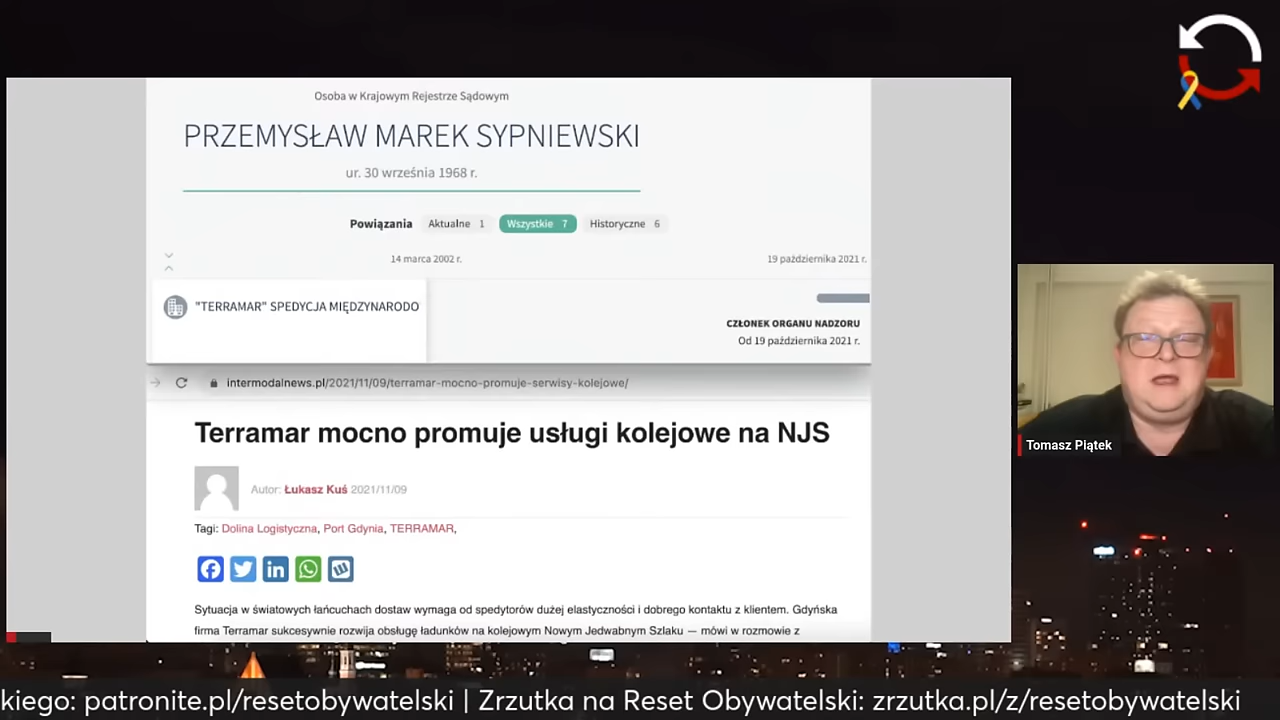 Osoba w Krajowym Rejestrze Sądowym
PRZEMYSŁAW MAREK SYPNIEWSKI
ur. 30 września 1968 r.
Powiązania Aktualne 1 Wszystkie 7 Historyczne 6
14 marca 2002 r. 19 października 2021 r.
"TERRAMAR" SPEDYCJA MIĘDZYNARODO
CZŁONEK ORGANU NADZORU
Od 19 października 2021 r.
intermodalnews.pl/2021/11/09/terramar-mocno-promuje-serwisy-kolejowe/
Terramar mocno promuje usługi kolejowe na NJS
Autor: Łukasz Kuś 2021/11/09
Tagi: Dolina Logistyczna, Port Gdynia, TERRAMAR,
Sytuacja w światowych łańcuchach dostaw wymaga od spedytorów dużej elastyczności i dobrego kontaktu z klientem. Gdyńska
firma Terramar sukcesywnie rozwija obsługę ładunków na kolejowym Nowym Jedwabnym Szlaku — mówi w rozmowie z
Tomasz Piątek
kiego: patronite.pl/resetobywatelski | Zrzutka na Reset Obywatelski: zrzutka.pl/z/resetobywatelski